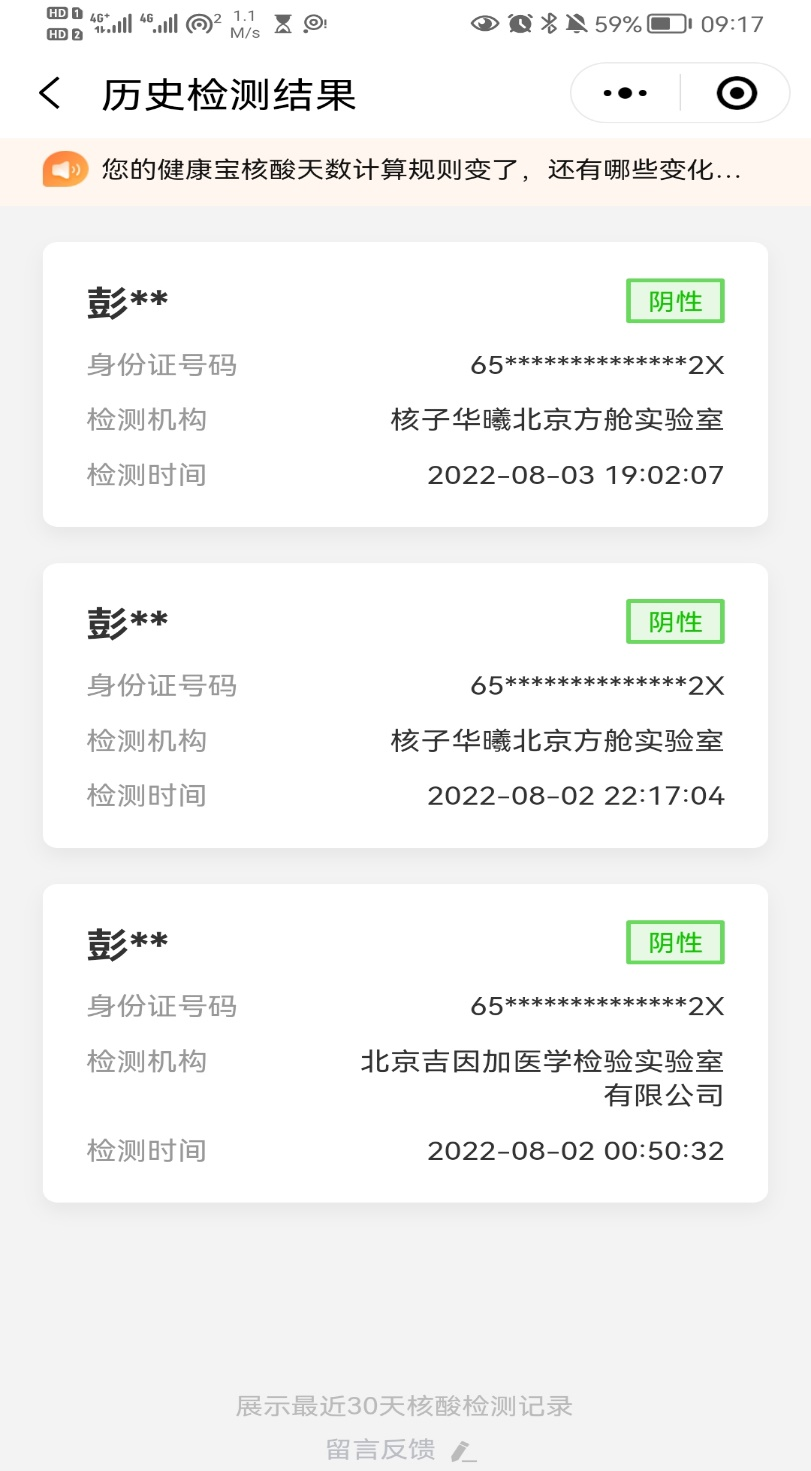 HD 1 4G+ 4G 2 1.1 59% 09:17
HD 2 M/s
历史检测结果
您的健康宝核酸天数计算规则变了，还有哪些变化...
彭** 阴性
身份证号码 65**************2X
检测机构 核子华曦北京方舱实验室
检测时间 2022-08-03 19:02:07
彭** 阴性
身份证号码 65**************2X
检测机构 核子华曦北京方舱实验室
检测时间 2022-08-02 22:17:04
彭** 阴性
身份证号码 65**************2X
检测机构 北京吉因加医学检验实验室
有限公司
检测时间 2022-08-02 00:50:32
展示最近30天核酸检测记录
留言反馈